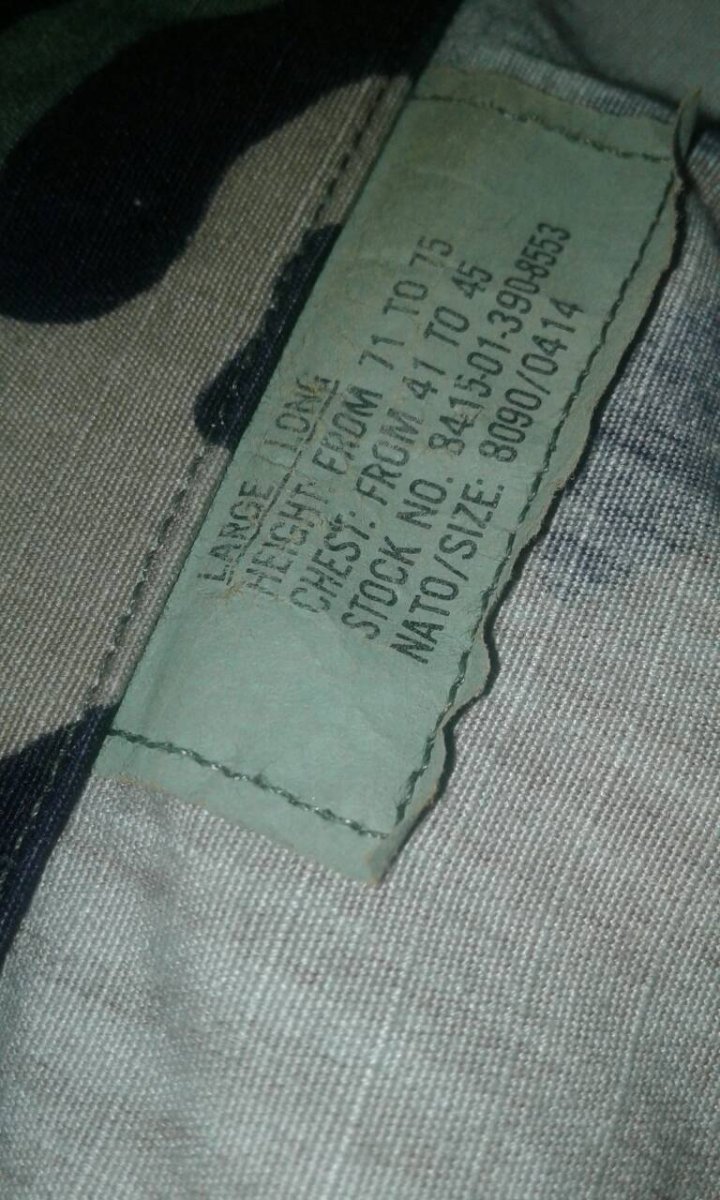 LARGE / LONG
HEIGHT: FROM 71 TO 75
CHEST: FROM 41 TO 45
STOCK NO. 8415-01-390-8553
NATO/SIZE: 8090/0414